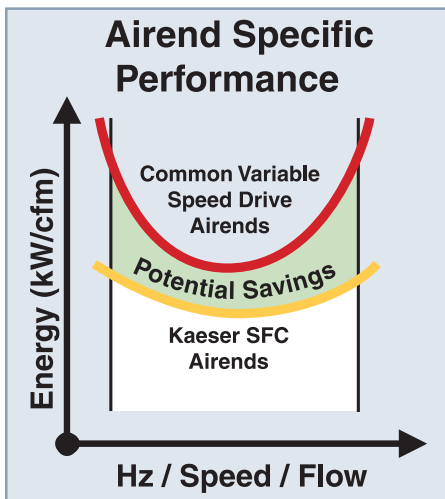 Airend Specific
Performance
Energy (kW/cfm)
Common Variable
Speed Drive
Airends
Potential Savings
Kaeser SFC
Airends
Hz / Speed / Flow